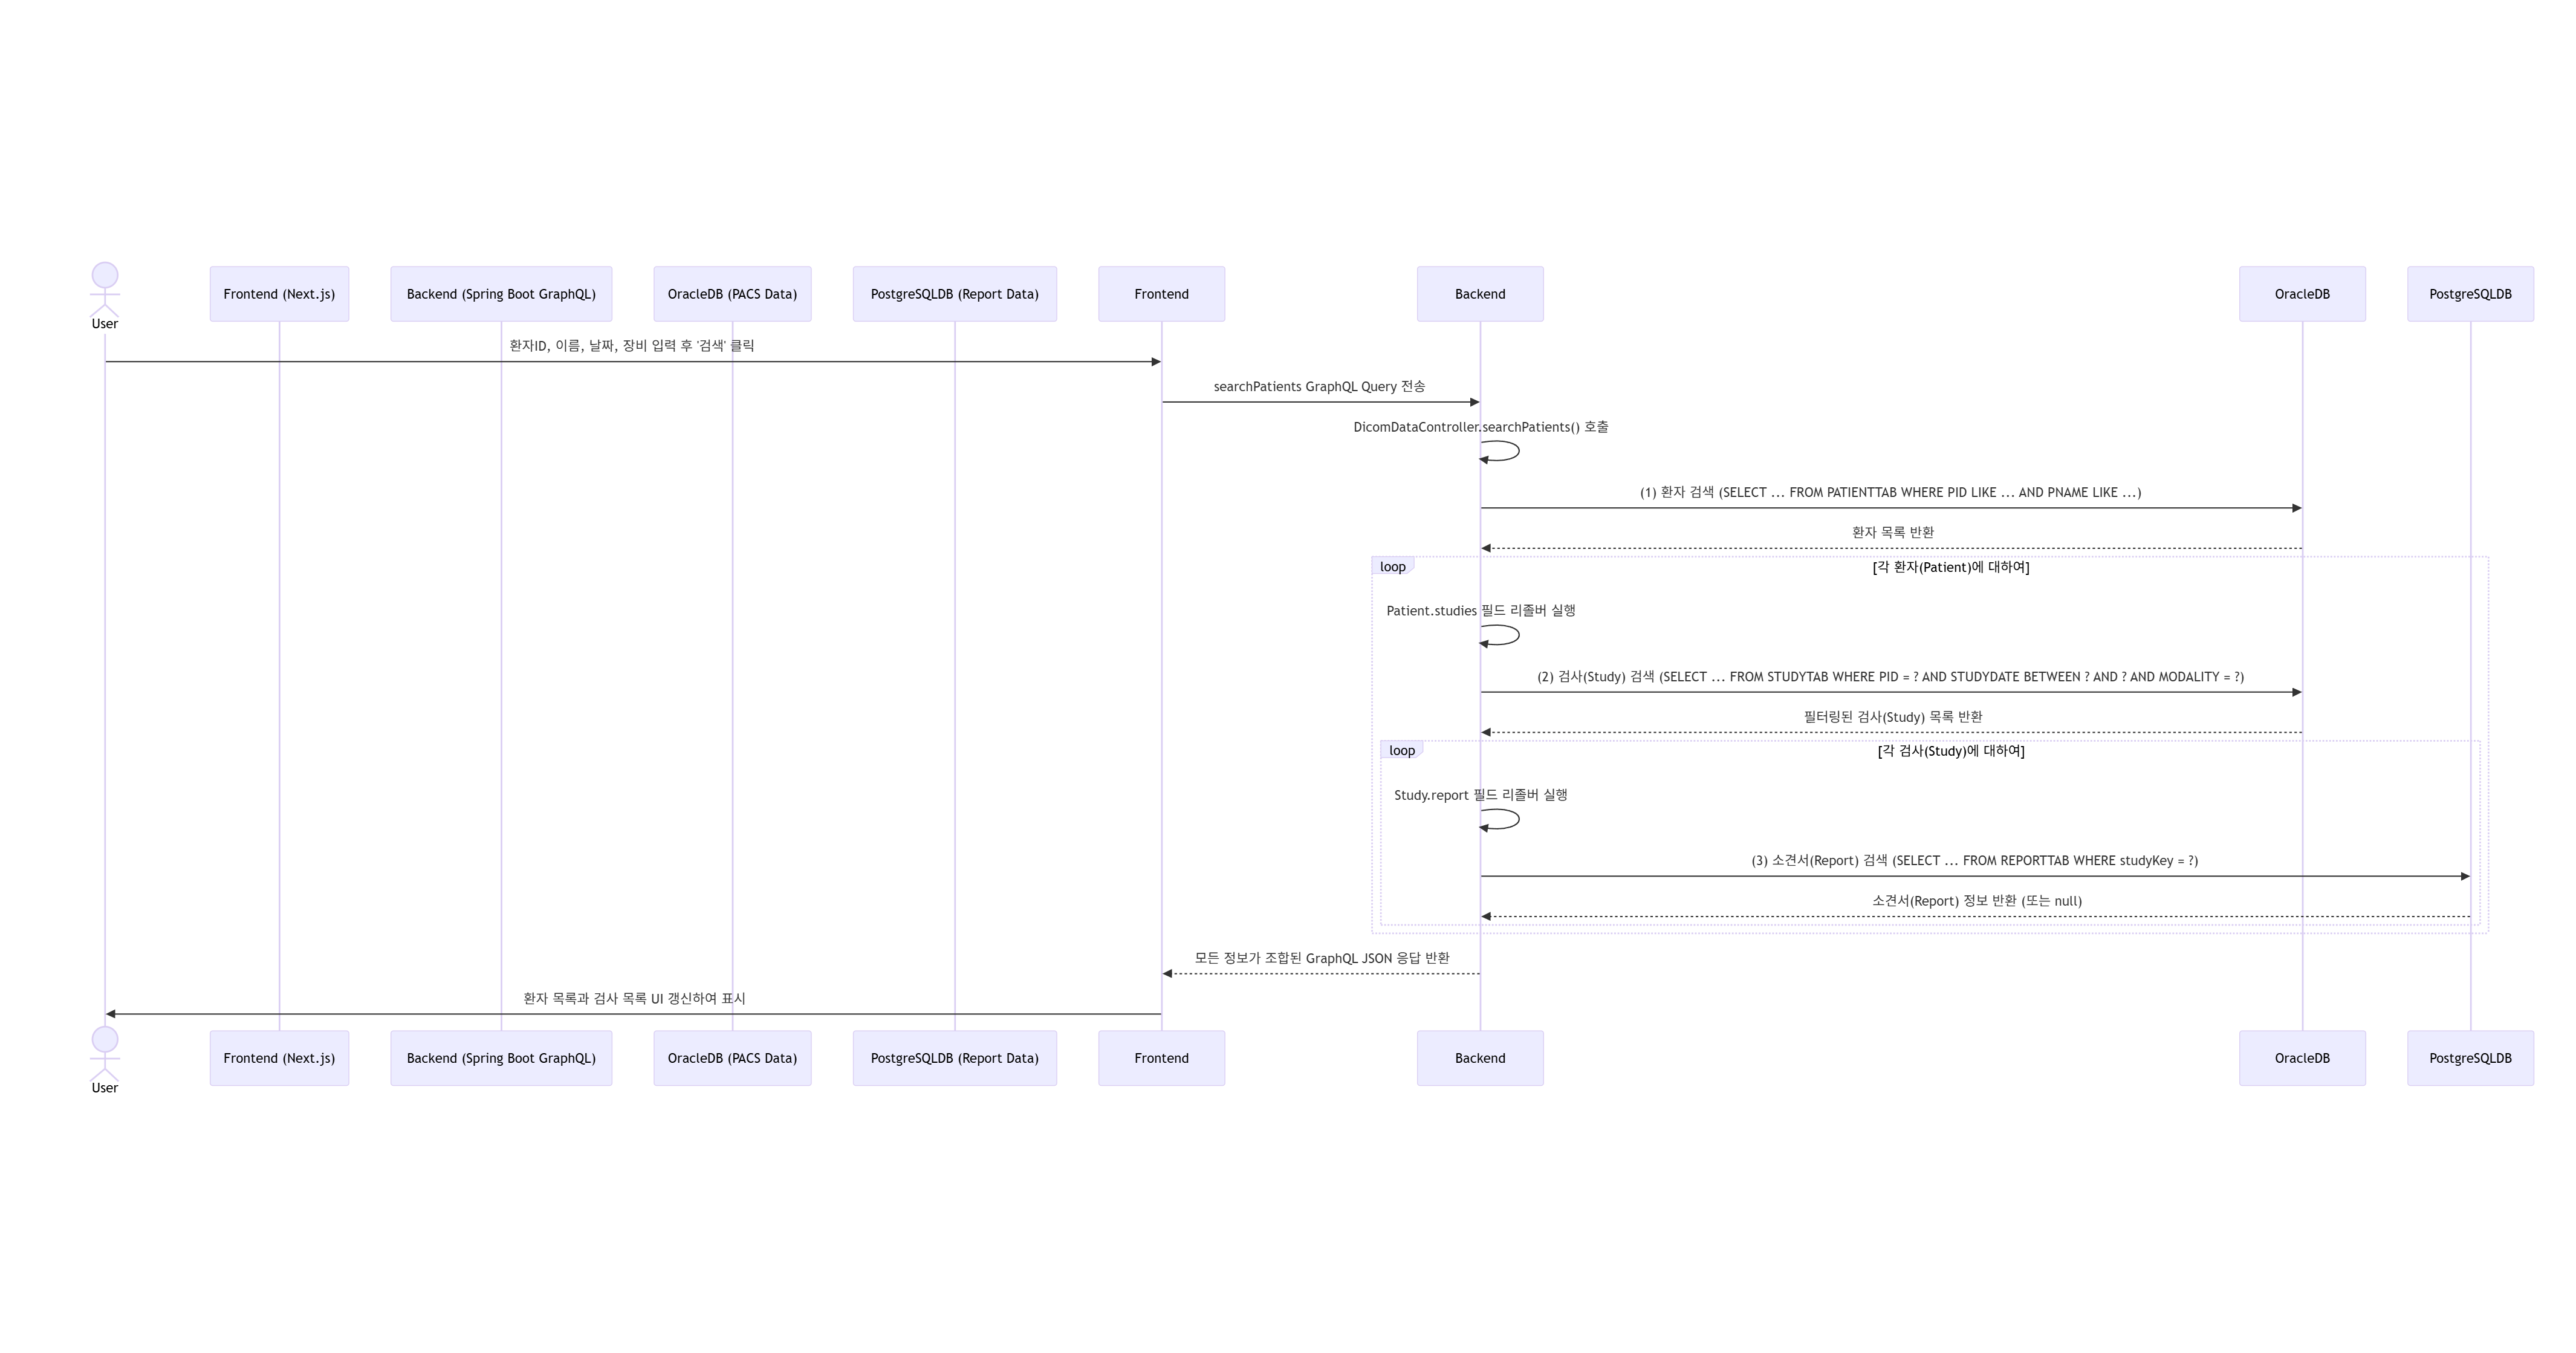 User
Frontend (Next.js)
Backend (Spring Boot GraphQL)
OracleDB (PACS Data)
PostgreSQLDB (Report Data)
Frontend
Backend
OracleDB
PostgreSQLDB
환자ID, 이름, 날짜, 장비 입력 후 '검색' 클릭
searchPatients GraphQL Query 전송
DicomDataController.searchPatients() 호출
(1) 환자 검색 (SELECT ... FROM PATIENTTAB WHERE PID LIKE ... AND PNAME LIKE ...)
환자 목록 반환
loop
[각 환자(Patient)에 대하여]
Patient.studies 필드 리졸버 실행
(2) 검사(Study) 검색 (SELECT ... FROM STUDYTAB WHERE PID = ? AND STUDYDATE BETWEEN ? AND ? AND MODALITY = ?)
필터링된 검사(Study) 목록 반환
loop
[각 검사(Study)에 대하여]
Study.report 필드 리졸버 실행
(3) 소견서(Report) 검색 (SELECT ... FROM REPORTTAB WHERE studyKey = ?)
소견서(Report) 정보 반환 (또는 null)
모든 정보가 조합된 GraphQL JSON 응답 반환
환자 목록과 검사 목록 UI 갱신하여 표시
User
Frontend (Next.js)
Backend (Spring Boot GraphQL)
OracleDB (PACS Data)
PostgreSQLDB (Report Data)
Frontend
Backend
OracleDB
PostgreSQLDB